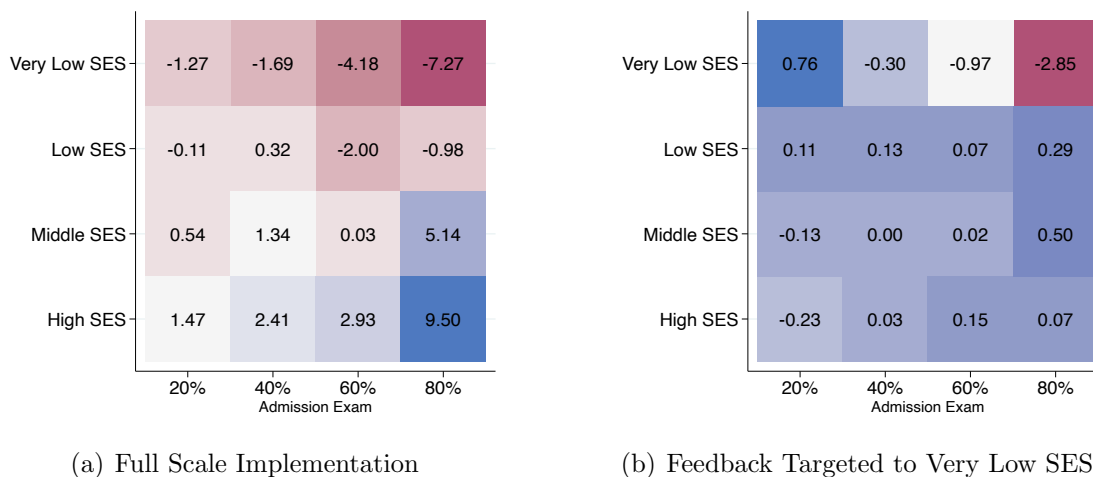 Very Low SES -1.27 -1.69 -4.18 -7.27
Low SES -0.11 0.32 -2.00 -0.98
Middle SES 0.54 1.34 0.03 5.14
High SES 1.47 2.41 2.93 9.50
20% 40% 60% 80%
Admission Exam
(a) Full Scale Implementation
Very Low SES 0.76 -0.30 -0.97 -2.85
Low SES 0.11 0.13 0.07 0.29
Middle SES -0.13 0.00 0.02 0.50
High SES -0.23 0.03 0.15 0.07
20% 40% 60% 80%
Admission Exam
(b) Feedback Targeted to Very Low SES